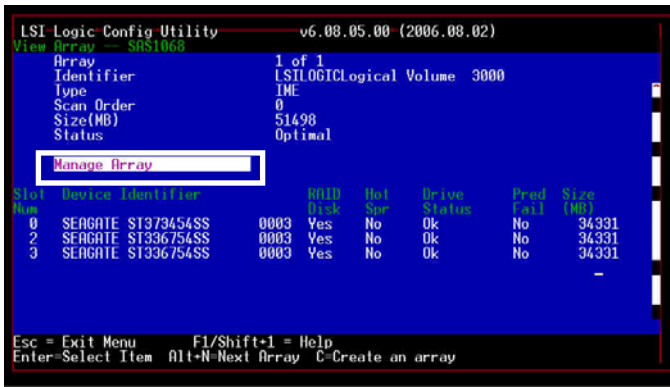 LSI Logic Config Utility v6.08.05.00 (2006.08.02)
View Array -- SAS1068
Array 1 of 1
Identifier LSILOGICLogical Volume 3000
Type IME
Scan Order 0
Size(MB) 51498
Status Optimal
Manage Array
Slot Device Identifier RAID Hot Drive Pred Size
Num Disk Spr Status Fail (MB)
0 SEAGATE ST373454SS 0003 Yes No Ok No 34331
2 SEAGATE ST336754SS 0003 Yes No Ok No 34331
3 SEAGATE ST336754SS 0003 Yes No Ok No 34331
Esc = Exit Menu F1/Shift+1 = Help
Enter=Select Item Alt+N=Next Array C=Create an array